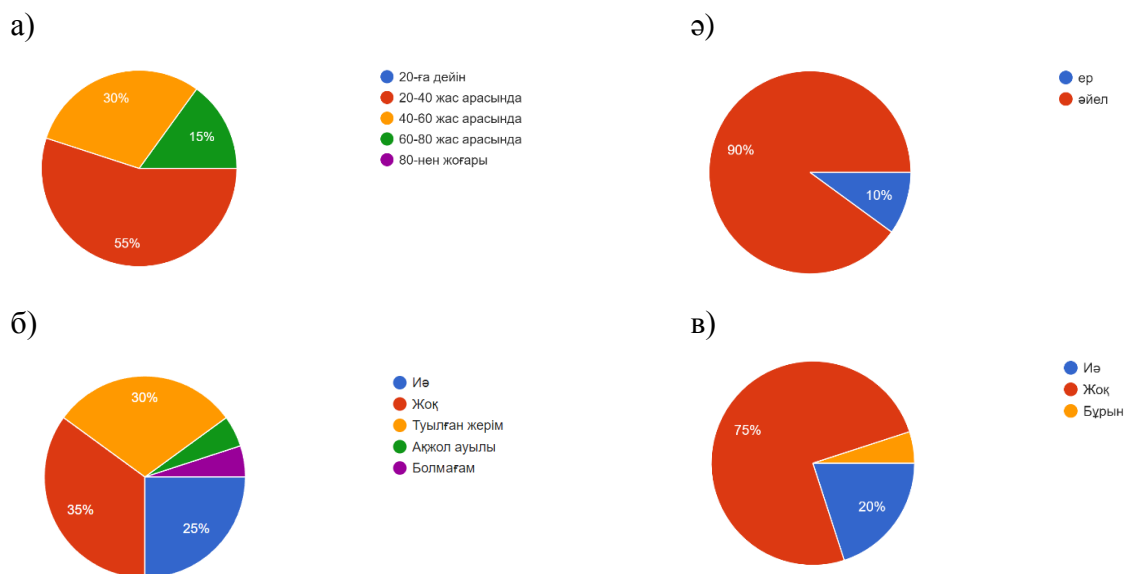 а)
30%
15%
55%
20-ға дейін
20-40 жас арасында
40-60 жас арасында
60-80 жас арасында
80-нен жоғары
ә)
90%
10%
ер
әйел
б)
30%
35%
25%
Иә
Жоқ
Туылған жерім
Ақжол ауылы
Болмағам
в)
75%
20%
Иә
Жоқ
Бұрын